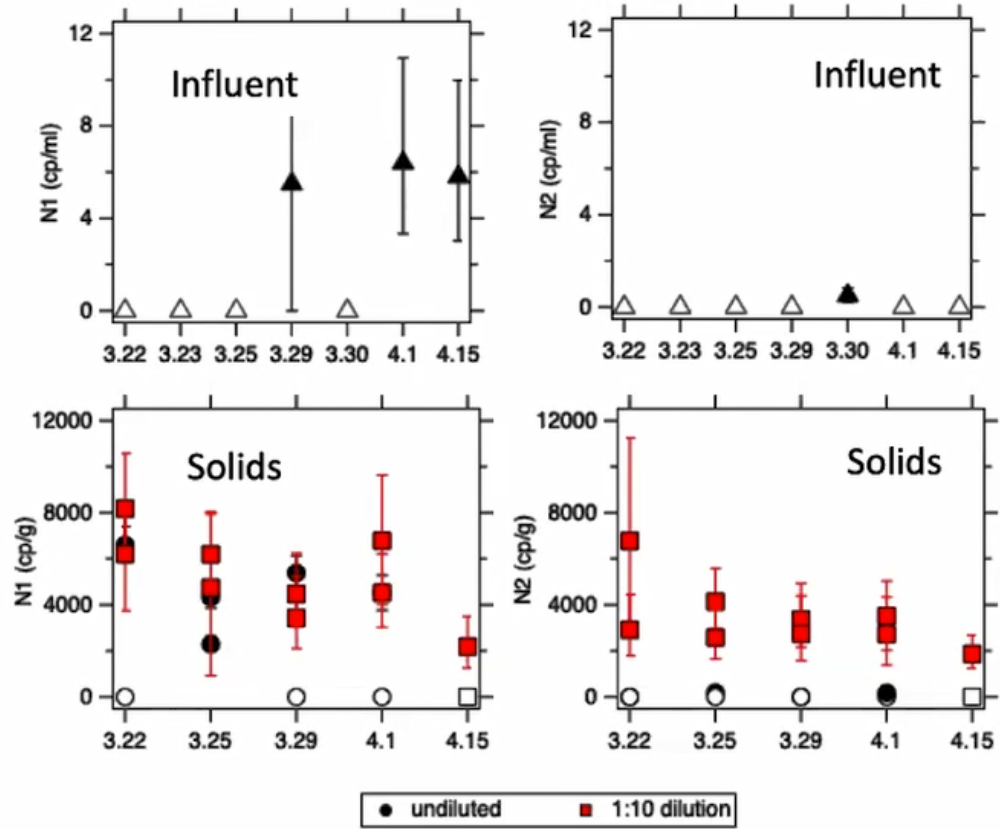 12
8
4
0
N1 (cp/ml)
Influent
3.22 3.23 3.25 3.29 3.30 4.1 4.15
12
8
4
0
N2 (cp/ml)
Influent
3.22 3.23 3.25 3.29 3.30 4.1 4.15
12000
8000
4000
0
N1 (cp/g)
Solids
3.22 3.25 3.29 4.1 4.15
12000
8000
4000
0
N2 (cp/g)
Solids
3.22 3.25 3.29 4.1 4.15
undiluted 1:10 dilution